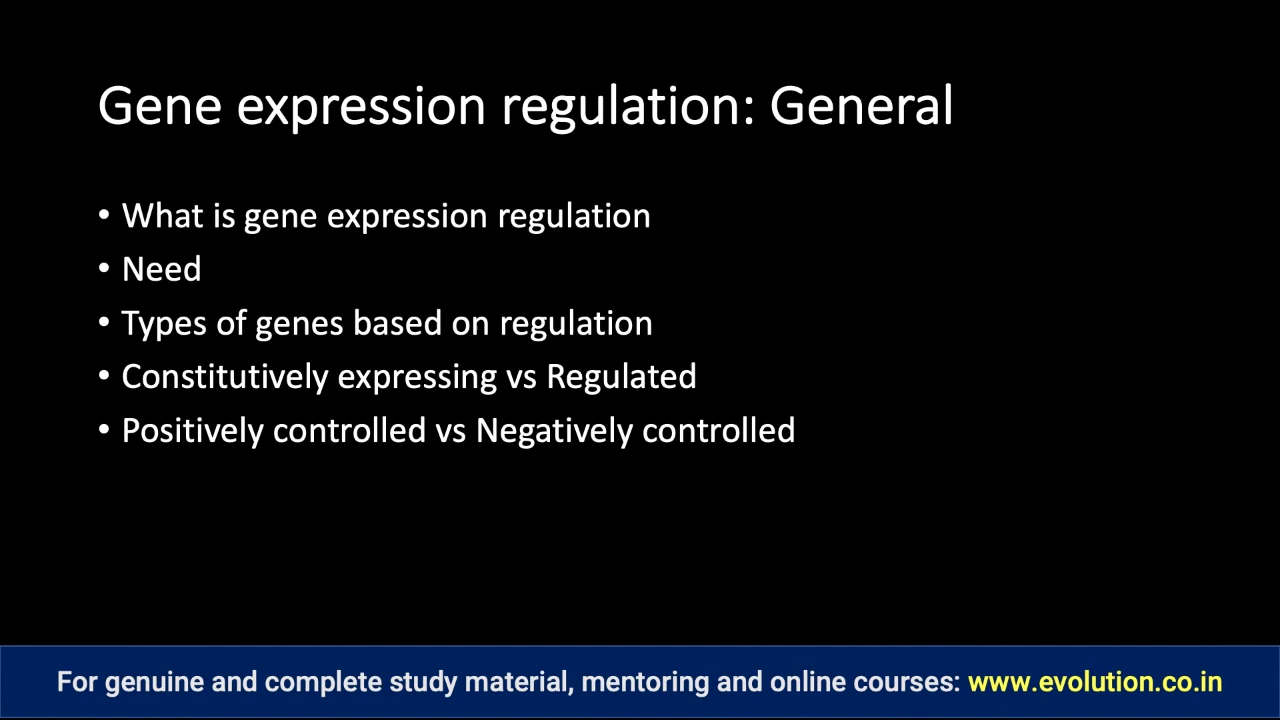 Gene expression regulation: General
• What is gene expression regulation
• Need
• Types of genes based on regulation
• Constitutively expressing vs Regulated
• Positively controlled vs Negatively controlled
For genuine and complete study material, mentoring and online courses: www.evolution.co.in